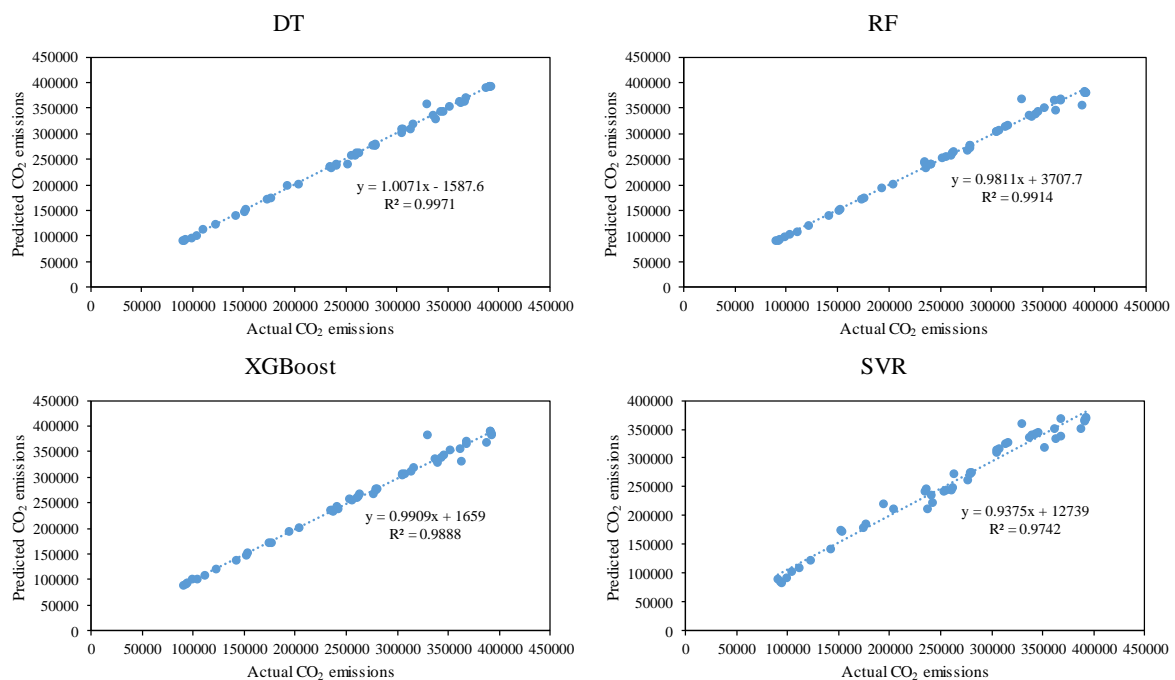 DT
450000
400000
350000
300000
250000
200000
150000
100000
50000
0
Predicted CO₂ emissions
y = 1.0071x - 1587.6
R² = 0.9971
0 50000 100000 150000 200000 250000 300000 350000 400000 450000
Actual CO₂ emissions
RF
450000
400000
350000
300000
250000
200000
150000
100000
50000
0
Predicted CO₂ emissions
y = 0.9811x + 3707.7
R² = 0.9914
0 50000 100000 150000 200000 250000 300000 350000 400000 450000
Actual CO₂ emissions
XGBoost
450000
400000
350000
300000
250000
200000
150000
100000
50000
0
Predicted CO₂ emissions
y = 0.9909x + 1659
R² = 0.9888
0 50000 100000 150000 200000 250000 300000 350000 400000 450000
Actual CO₂ emissions
SVR
400000
350000
300000
250000
200000
150000
100000
50000
0
Predicted CO₂ emissions
y = 0.9375x + 12739
R² = 0.9742
0 50000 100000 150000 200000 250000 300000 350000 400000 450000
Actual CO₂ emissions